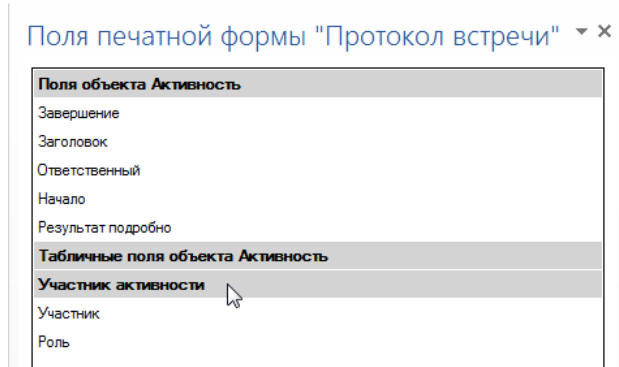 Поля печатной формы "Протокол встречи"
Поля объекта Активность
Завершение
Заголовок
Ответственный
Начало
Результат подробно
Табличные поля объекта Активность
Участник активности
Участник
Роль